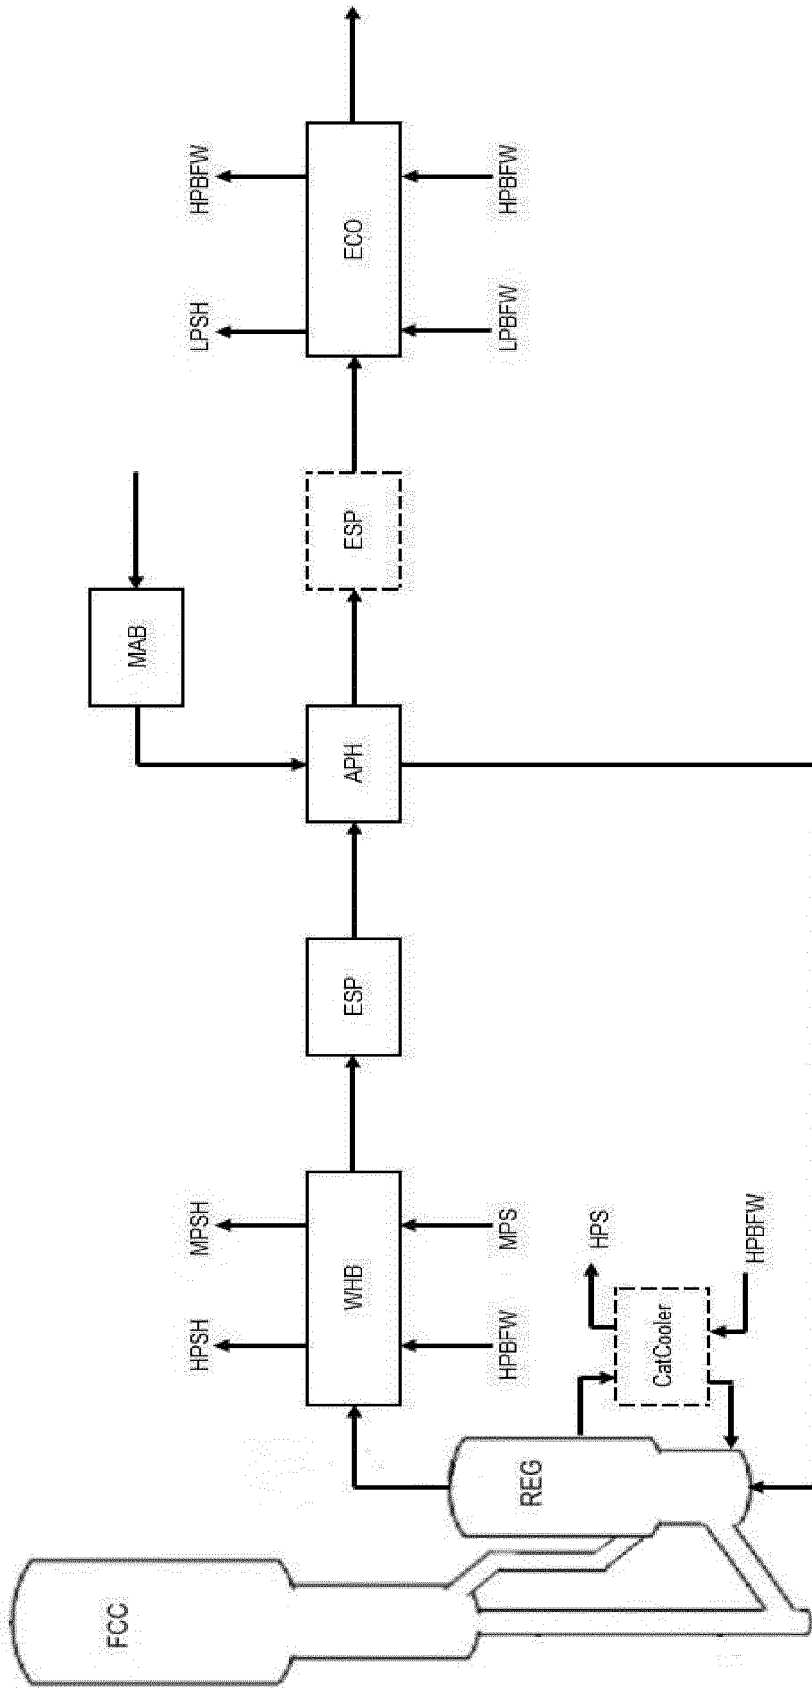 FCC
REG
CatCooler
HPS
HPBFW
HPSH
MPSH
WHB
HPBFW
MPS
ESP
APH
MAB
ESP
LPSH
HPBFW
ECO
LPBFW
HPBFW